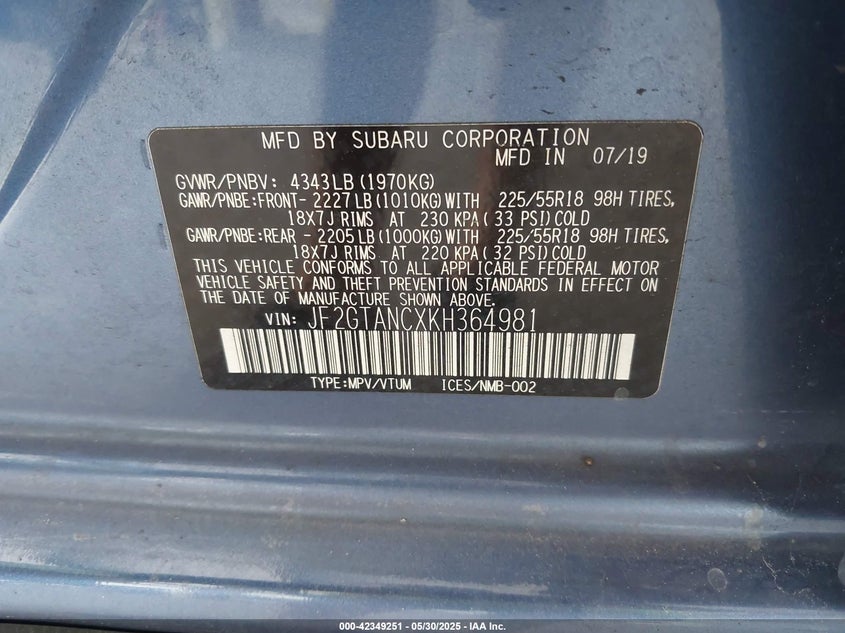 MFD BY SUBARU CORPORATION
MFD IN 07/19
GVWR/PNBV: 4343LB (1970KG)
GAWR/PNBE:FRONT- 2227LB (1010KG) WITH 225/55R18 98H TIRES,
18X7J RIMS AT 230 KPA( 33 PSI)COLD
GAWR/PNBE:REAR - 2205LB (1000KG) WITH 225/55R18 98H TIRES,
18X7J RIMS AT 220 KPA( 32 PSI)COLD
THIS VEHICLE CONFORMS TO ALL APPLICABLE FEDERAL MOTOR
VEHICLE SAFETY AND THEFT PREVENTION STANDARDS IN EFFECT
ON THE DATE OF MANUFACTURE SHOWN ABOVE.
VIN: JF2GTANCXKH364981
TYPE:MPV/VTUM ICES/NMB-002
000-42349251 | 05/30/2025 - IAA Inc.